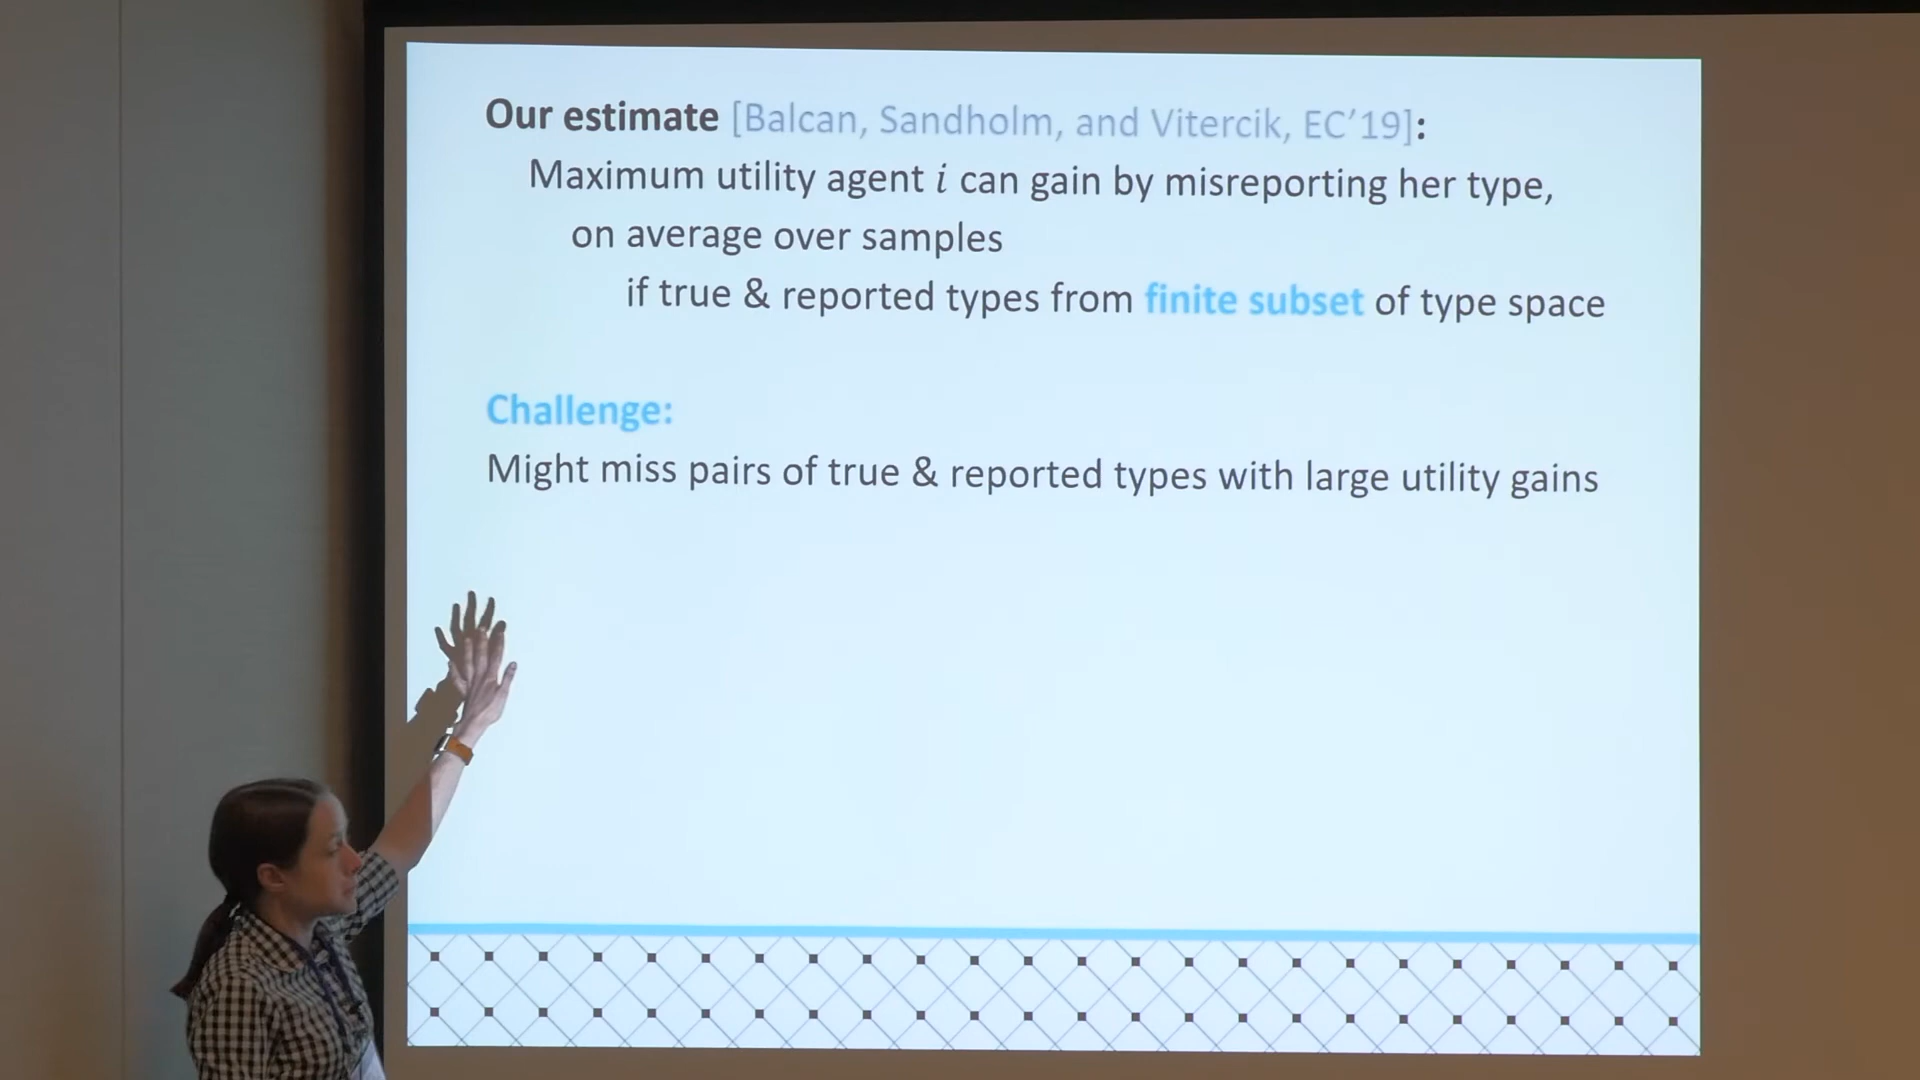 Our estimate [Balcan, Sandholm, and Vitercik, EC’19]:
Maximum utility agent i can gain by misreporting her type,
on average over samples
if true & reported types from finite subset of type space
Challenge:
Might miss pairs of true & reported types with large utility gains